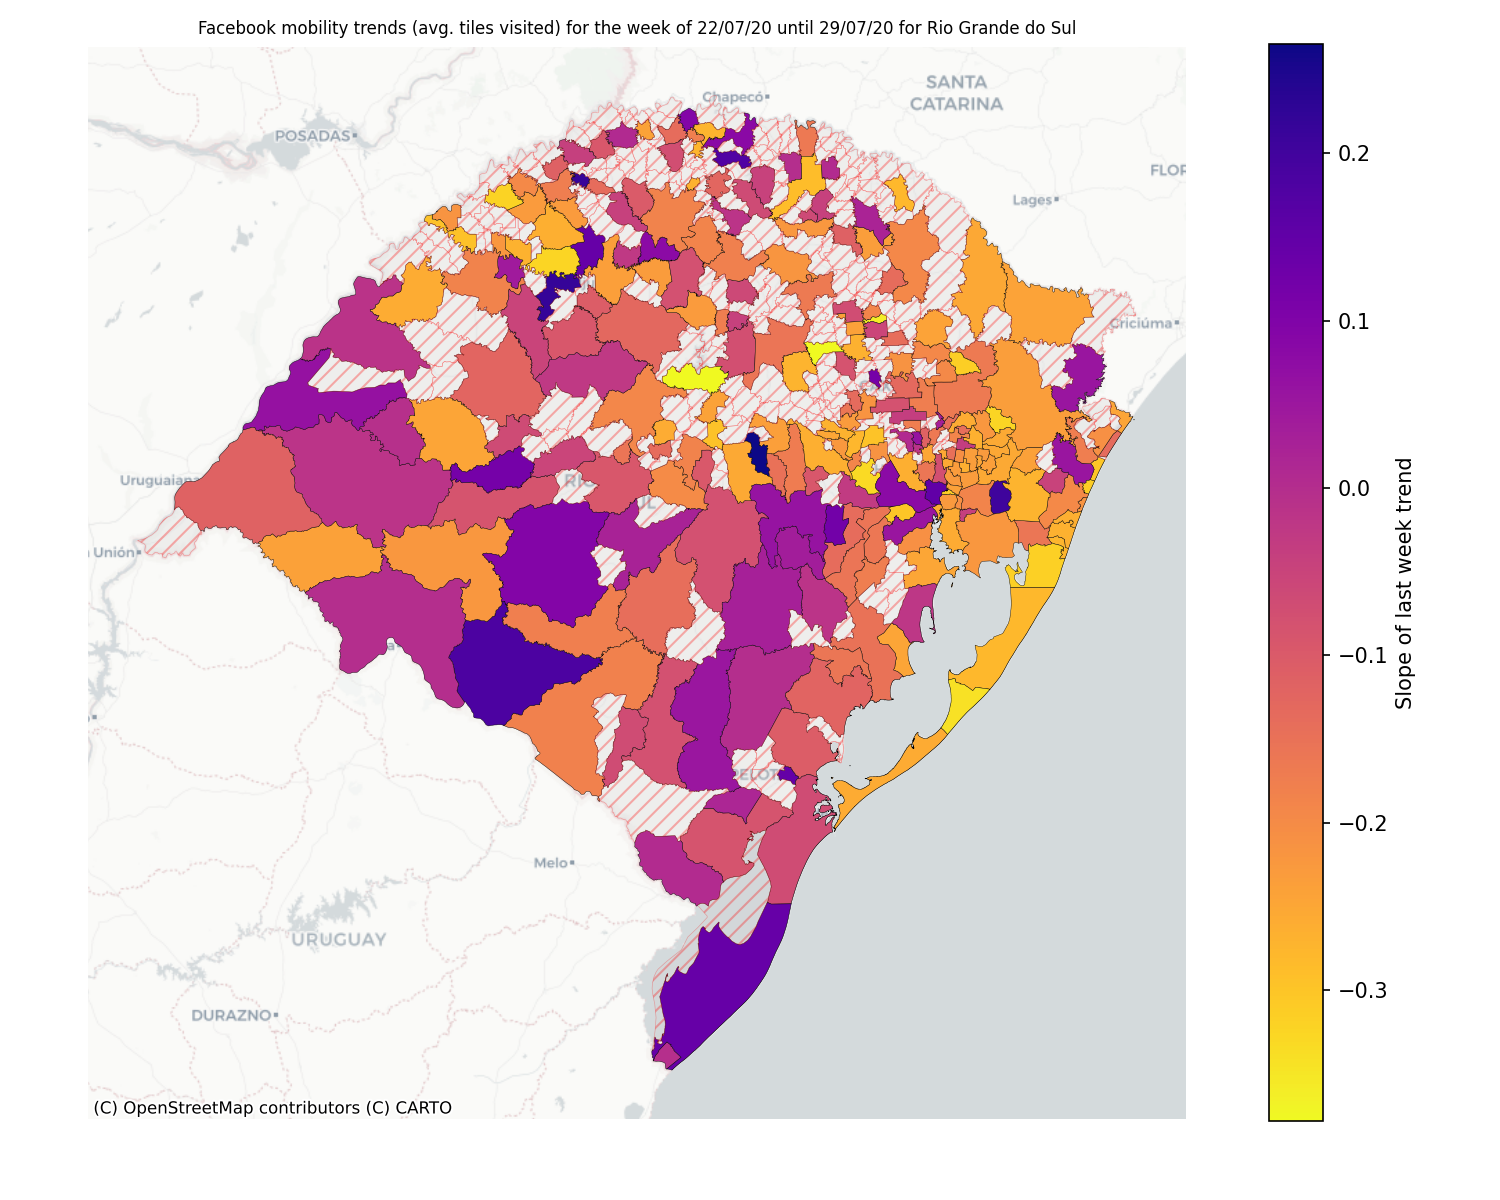 Facebook mobility trends (avg. tiles visited) for the week of 22/07/20 until 29/07/20 for Rio Grande do Sul
Chapecó
SANTA
CATARINA
POSADAS
FLOR
Lages
Criciúma
Uruguaiana
Unión
Melo
URUGUAY
DURAZNO
(C) OpenStreetMap contributors (C) CARTO
0.2
0.1
0.0
−0.1
−0.2
−0.3
Slope of last week trend